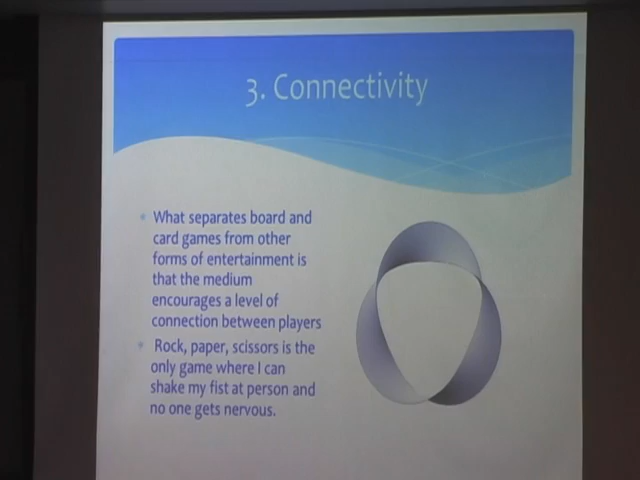 3. Connectivity
What separates board and
card games from other
forms of entertainment is
that the medium
encourages a level of
connection between players
Rock, paper, scissors is the
only game where I can
shake my fist at person and
no one gets nervous.